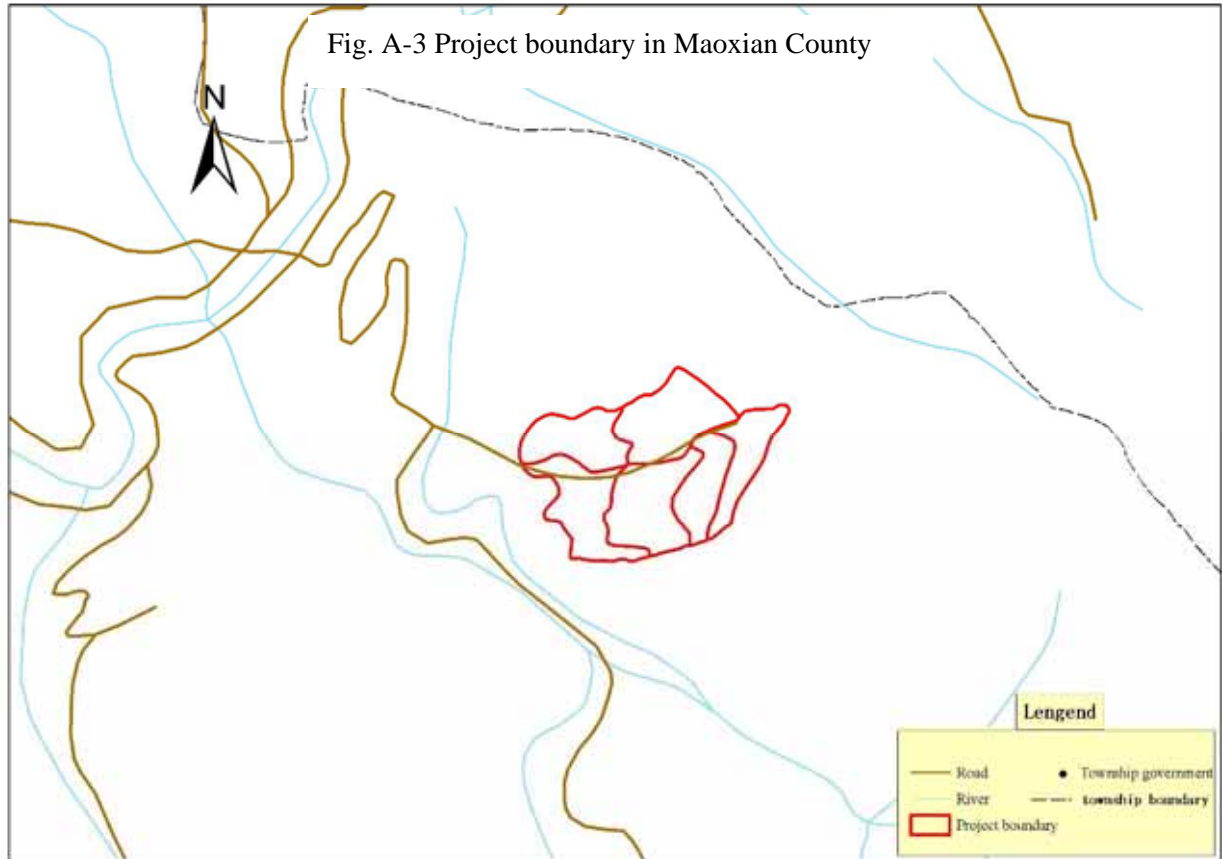 Fig. A-3 Project boundary in Maoxian County
N
Lengend
Road
Township government
River
township boundary
Project boundary